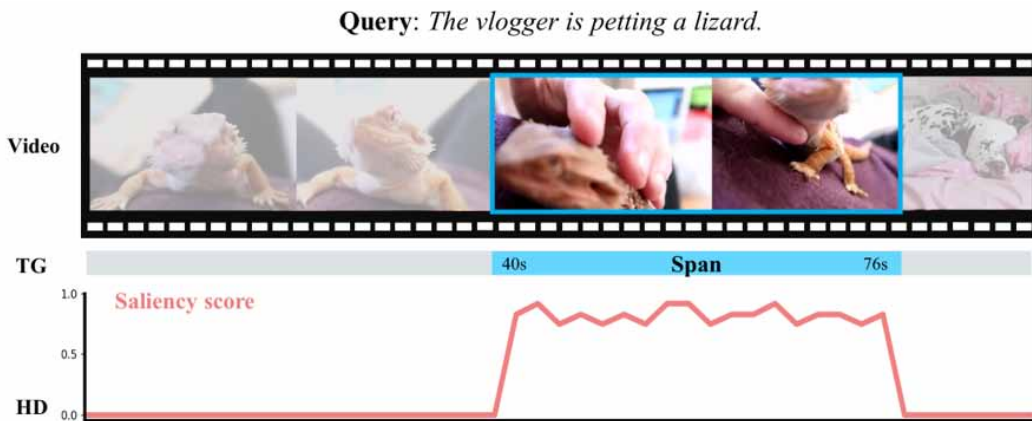 Query: The vlogger is petting a lizard.
Video
TG
40s Span 76s
1.0
Saliency score
0.5
HD
0.0